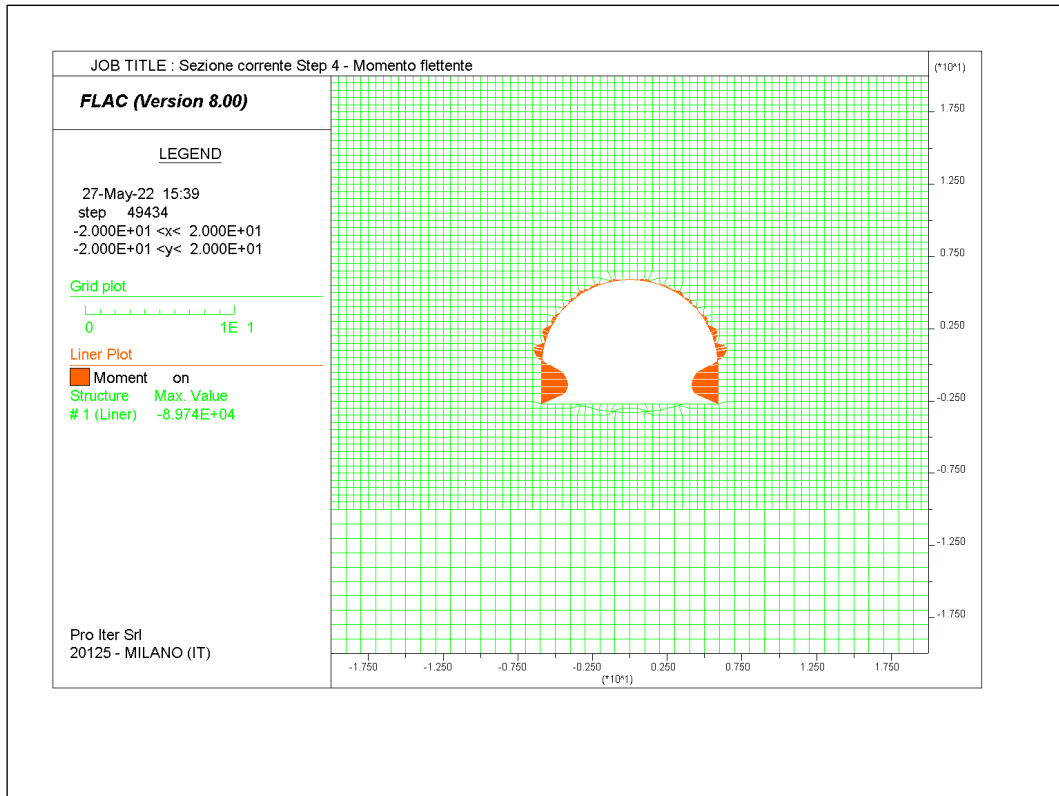 JOB TITLE : Sezione corrente Step 4 - Momento flettente
FLAC (Version 8.00)
LEGEND
27-May-22 15:39
step 49434
-2.000E+01 <x< 2.000E+01
-2.000E+01 <y< 2.000E+01
Grid plot
0 1E 1
Liner Plot
Moment on
Structure Max. Value
# 1 (Liner) -8.974E+04
Pro Iter Srl
20125 - MILANO (IT)
(*10^1)
1.750
1.250
0.750
0.250
-0.250
-0.750
-1.250
-1.750
-1.750 -1.250 -0.750 -0.250 0.250 0.750 1.250 1.750
(*10^1)